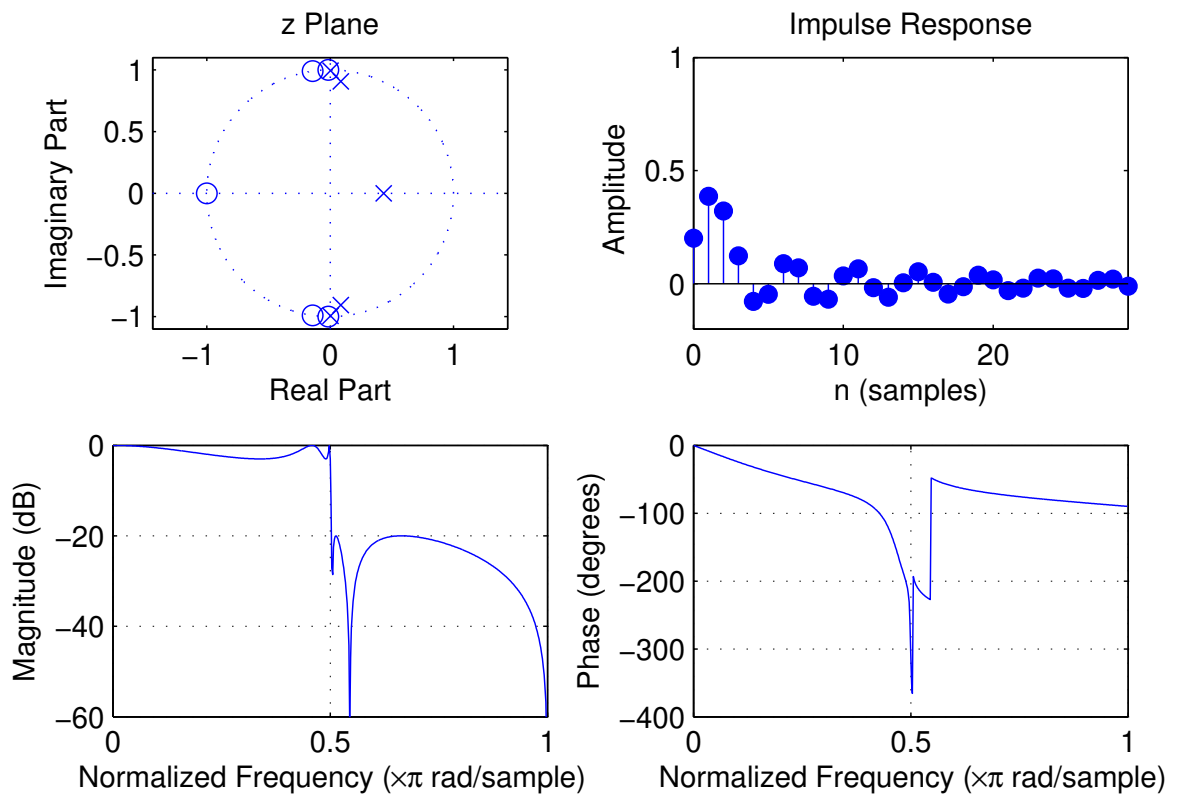 z Plane
Imaginary Part
1
0.5
0
−0.5
−1
−1
0
1
Real Part
Impulse Response
Amplitude
1
0.5
0
0
10
20
n (samples)
Magnitude (dB)
0
−20
−40
−60
0
0.5
1
Normalized Frequency (×π rad/sample)
Phase (degrees)
0
−100
−200
−300
−400
0
0.5
1
Normalized Frequency (×π rad/sample)